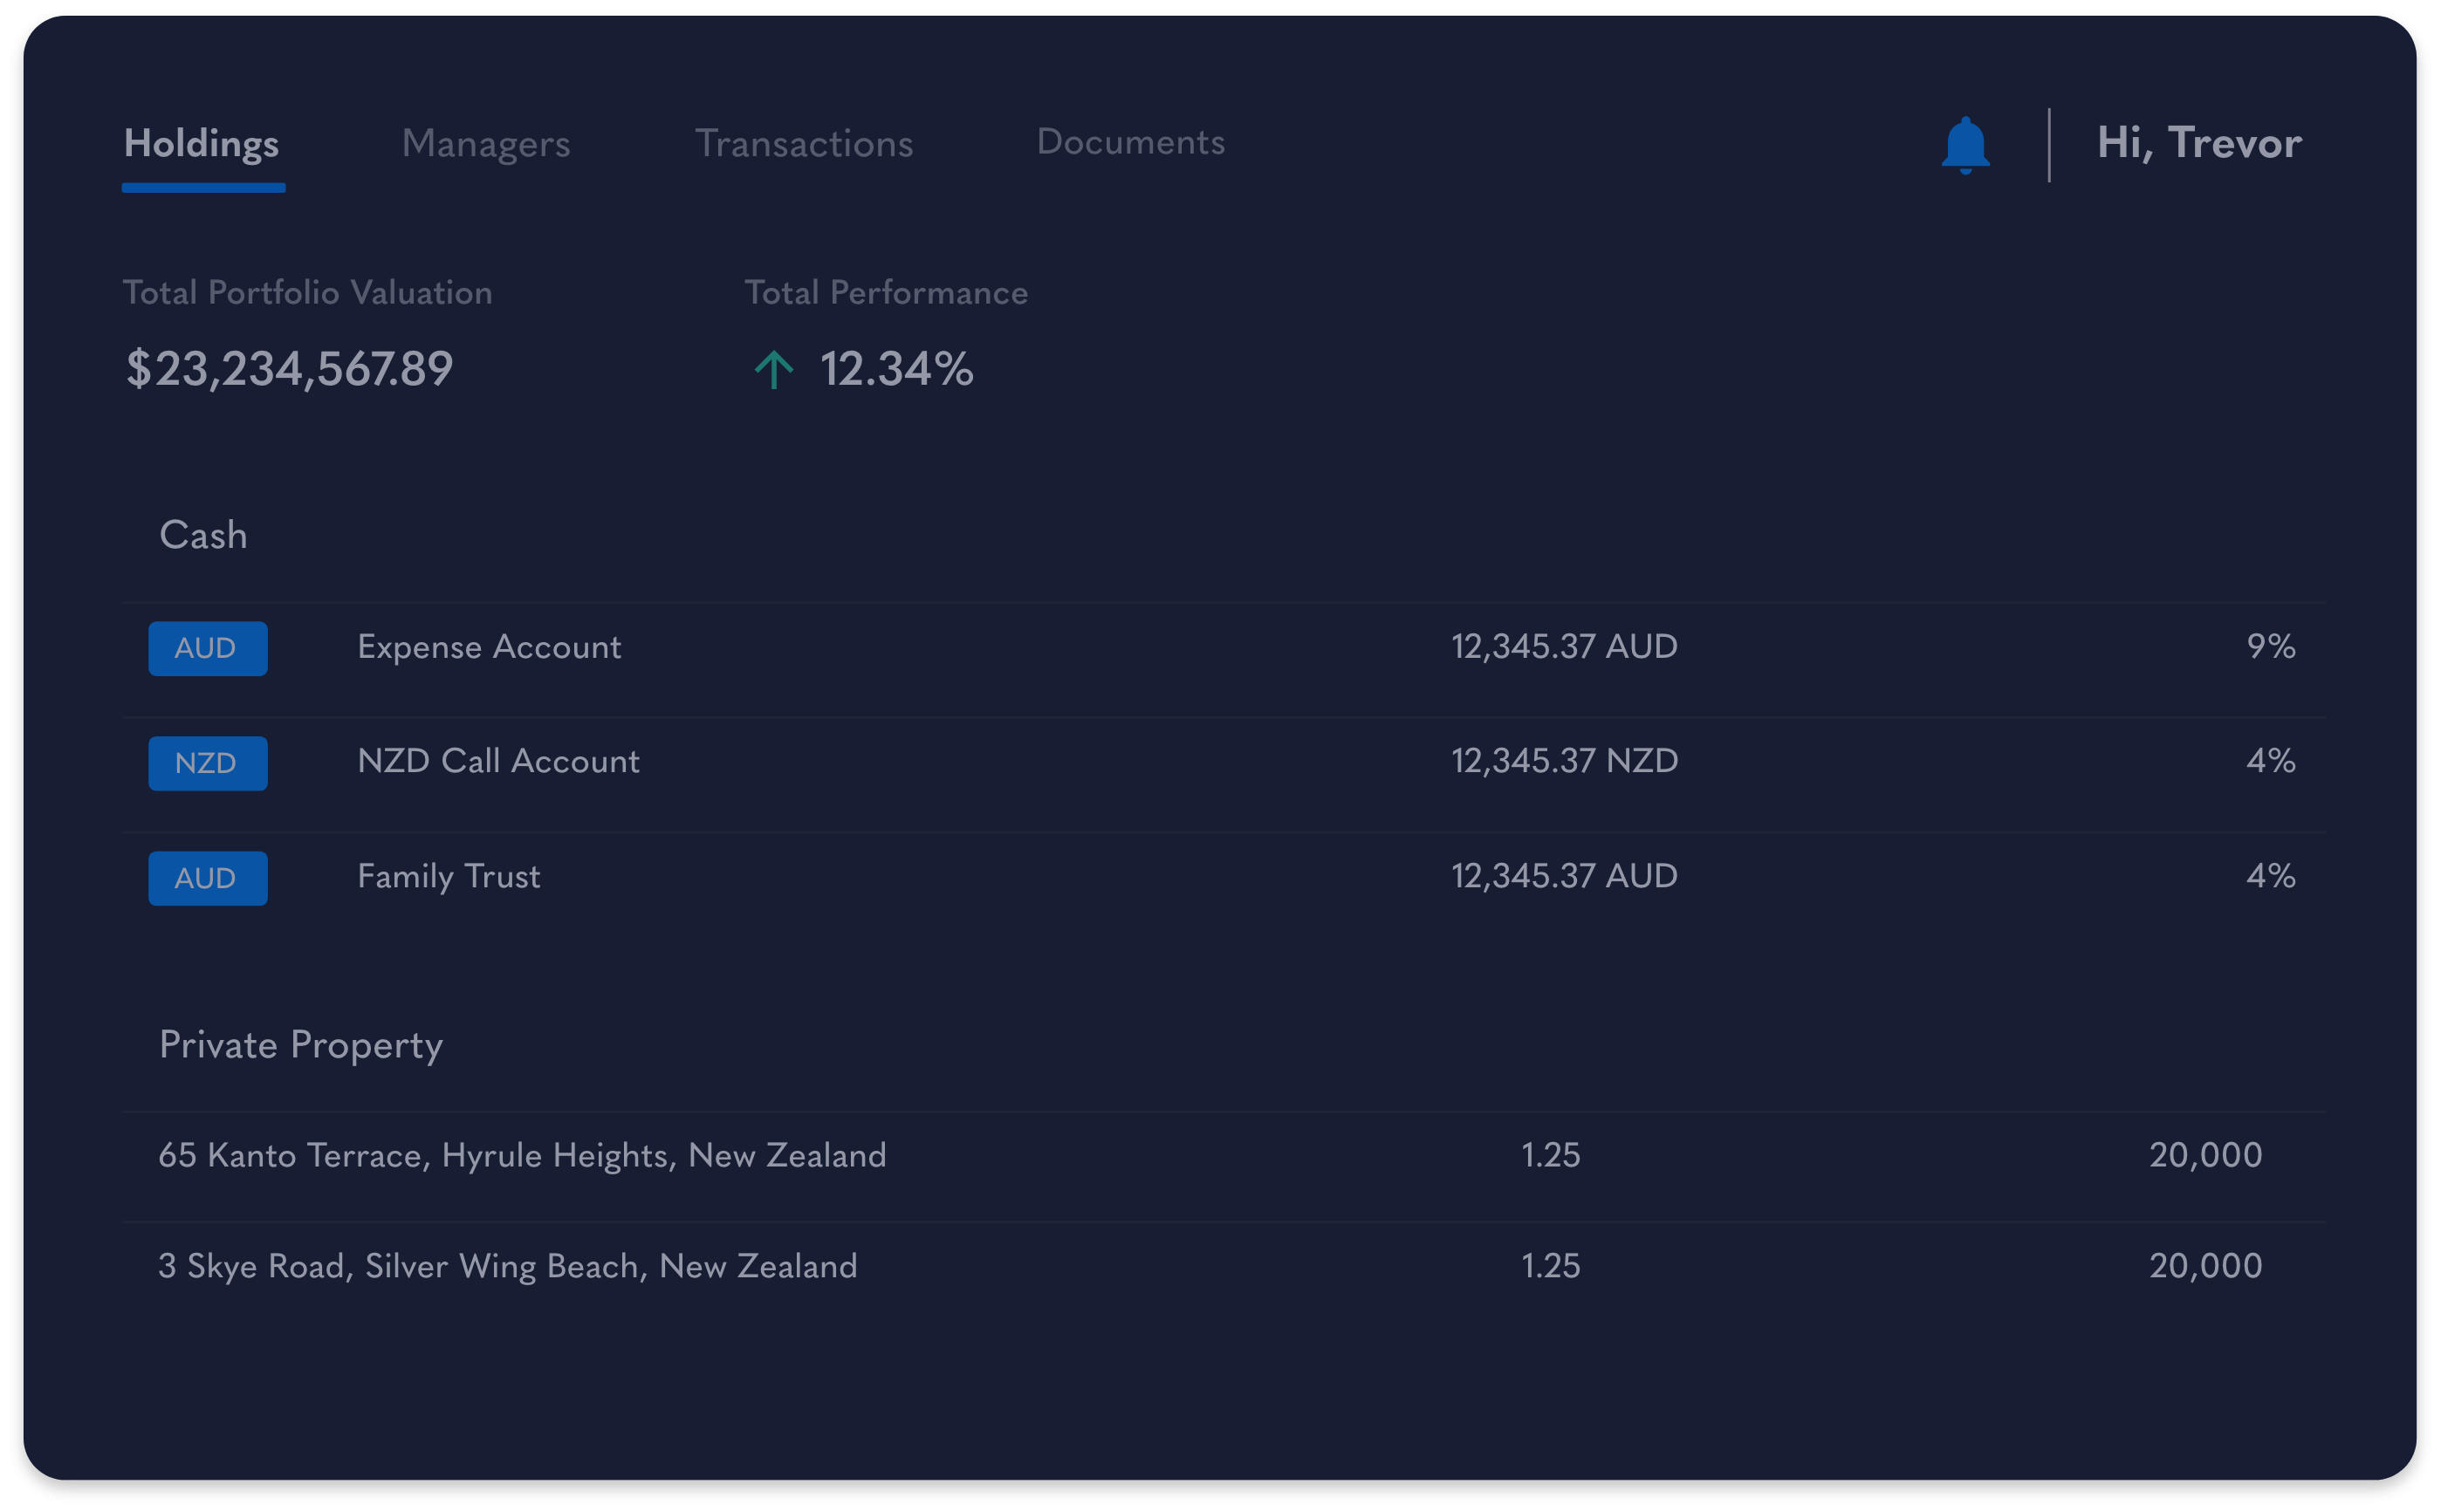 Holdings Managers Transactions Documents Hi, Trevor
Total Portfolio Valuation Total Performance
$23,234,567.89 12.34%
Cash
AUD Expense Account 12,345.37 AUD 9%
NZD NZD Call Account 12,345.37 NZD 4%
AUD Family Trust 12,345.37 AUD 4%
Private Property
65 Kanto Terrace, Hyrule Heights, New Zealand 1.25 20,000
3 Skye Road, Silver Wing Beach, New Zealand 1.25 20,000